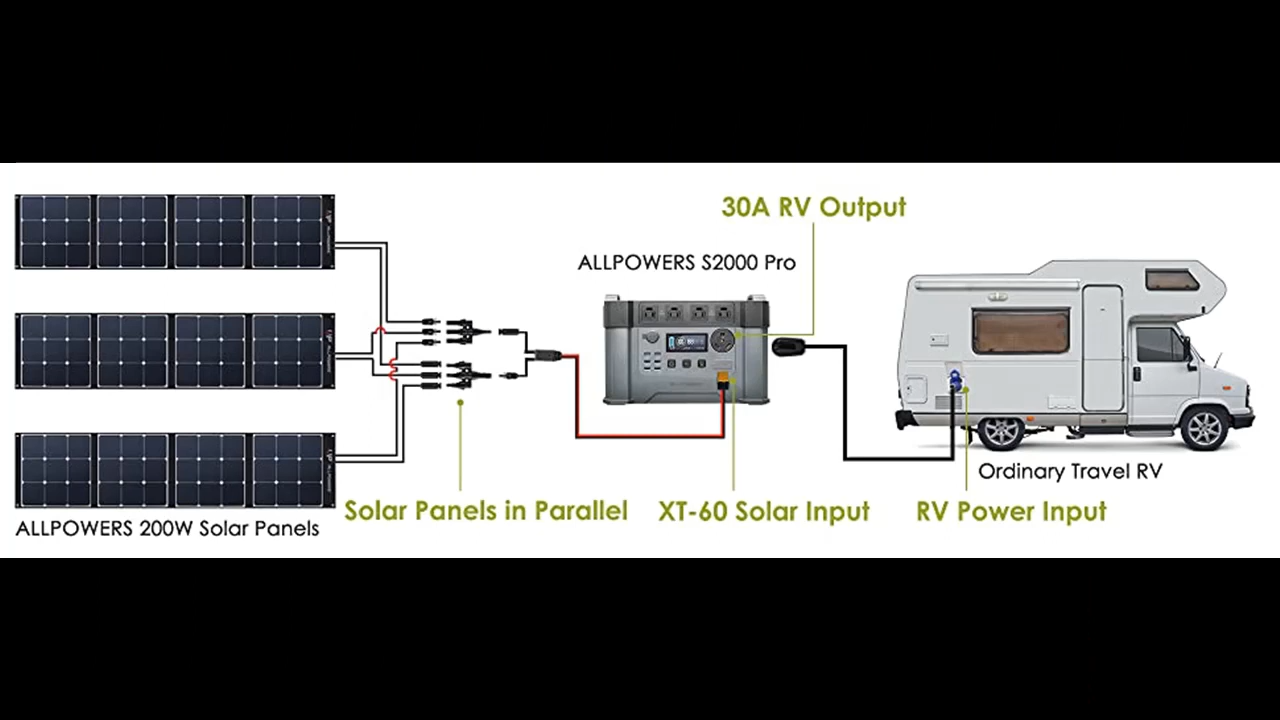 30A RV Output
ALLPOWERS S2000 Pro
Ordinary Travel RV
Solar Panels in Parallel
XT-60 Solar Input
RV Power Input
ALLPOWERS 200W Solar Panels